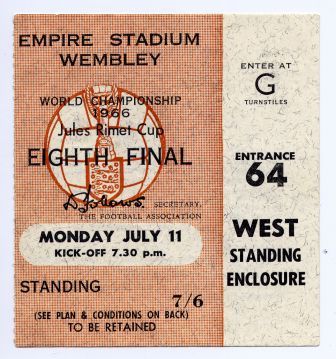 EMPIRE STADIUM
WEMBLEY
WORLD CHAMPIONSHIP
1966
Jules Rimet Cup
EIGHTH FINAL
D Follows.
SECRETARY,
THE FOOTBALL ASSOCIATION
MONDAY JULY 11
KICK-OFF 7.30 p.m.
STANDING
7/6
(SEE PLAN & CONDITIONS ON BACK)
TO BE RETAINED
ENTER AT
G
TURNSTILES
ENTRANCE
64
WEST
STANDING
ENCLOSURE